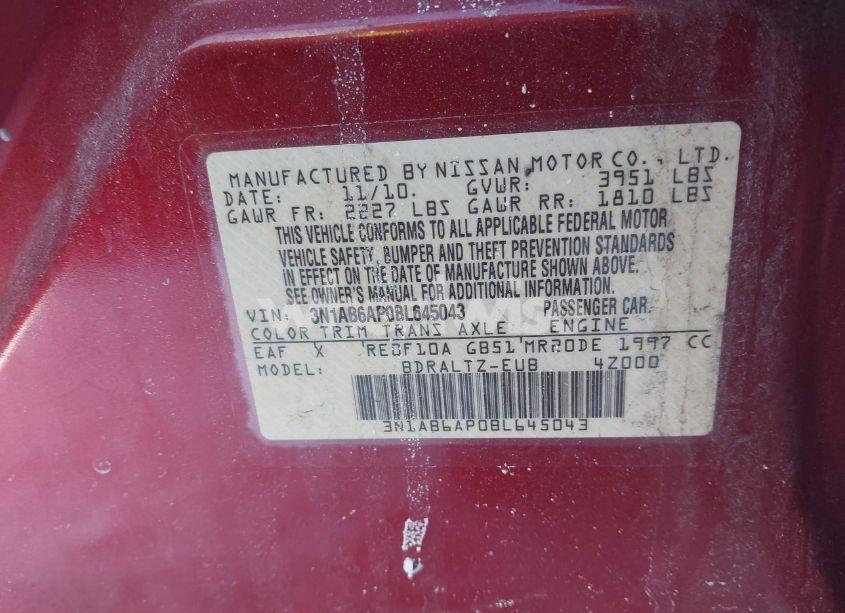 MANUFACTURED BY NISSAN MOTOR CO., LTD.
DATE: 11/10. GVWR: 3951 LBS
GAWR FR: 2227 LBS GAWR RR: 1810 LBS
THIS VEHICLE CONFORMS TO ALL APPLICABLE FEDERAL MOTOR
VEHICLE SAFETY, BUMPER AND THEFT PREVENTION STANDARDS
IN EFFECT ON THE DATE OF MANUFACTURE SHOWN ABOVE.
SEE OWNER'S MANUAL FOR ADDITIONAL INFORMATION.
VIN: 3N1AB6AP0BL645043 PASSENGER CAR.
COLOR TRIM TRANS AXLE ENGINE
EAF X RE0F10A GB51 MR20DE 1997 CC
MODEL: BDRALTZ-EUB 4Z000
3N1AB6AP0BL645043